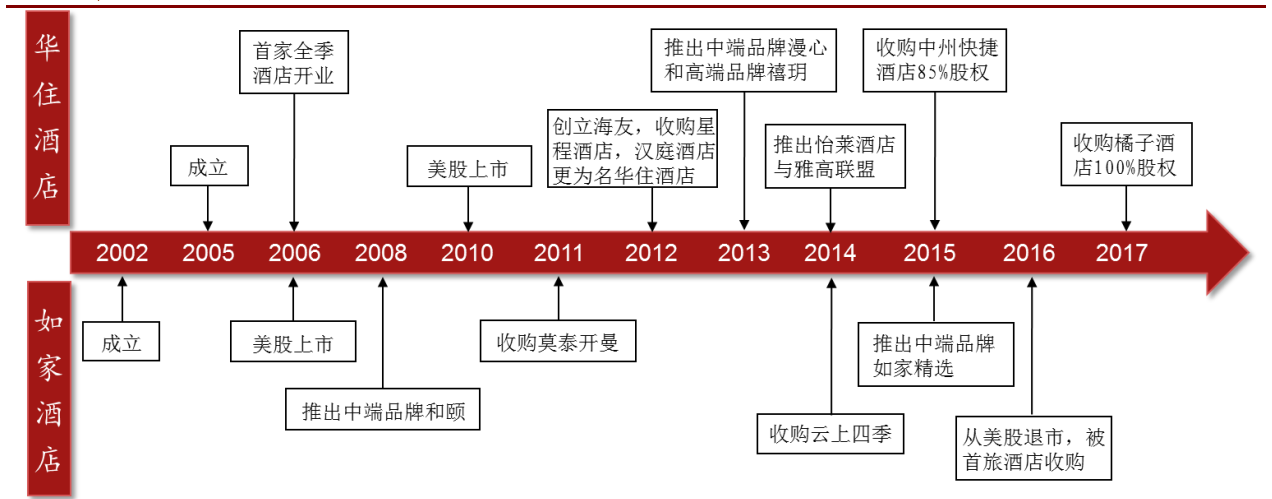 华住酒店
首家全季
酒店开业
推出中端品牌漫心
和高端品牌禧玥
收购中州快捷
酒店85%股权
成立
美股上市
创立海友，收购星
程酒店，汉庭酒店
更为名华住酒店
推出怡莱酒店
与雅高联盟
收购橘子酒
店100%股权
2002 2005 2006 2008 2010 2011 2012 2013 2014 2015 2016 2017
如家酒店
成立
美股上市
收购莫泰开曼
推出中端品牌
如家精选
推出中端品牌和颐
收购云上四季
从美股退市，被
首旅酒店收购